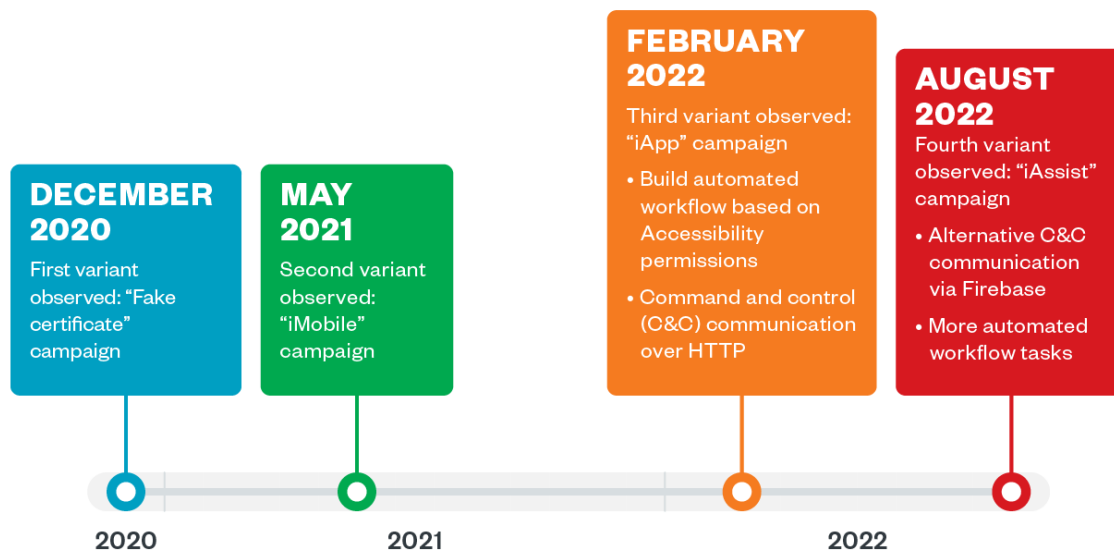 DECEMBER
2020
First variant
observed: “Fake
certificate”
campaign
MAY
2021
Second variant
observed:
“iMobile”
campaign
FEBRUARY
2022
Third variant observed:
“iApp” campaign
• Build automated
workflow based on
Accessibility
permissions
• Command and control
(C&C) communication
over HTTP
AUGUST
2022
Fourth variant
observed: “iAssist”
campaign
• Alternative C&C
communication
via Firebase
• More automated
workflow tasks
2020
2021
2022